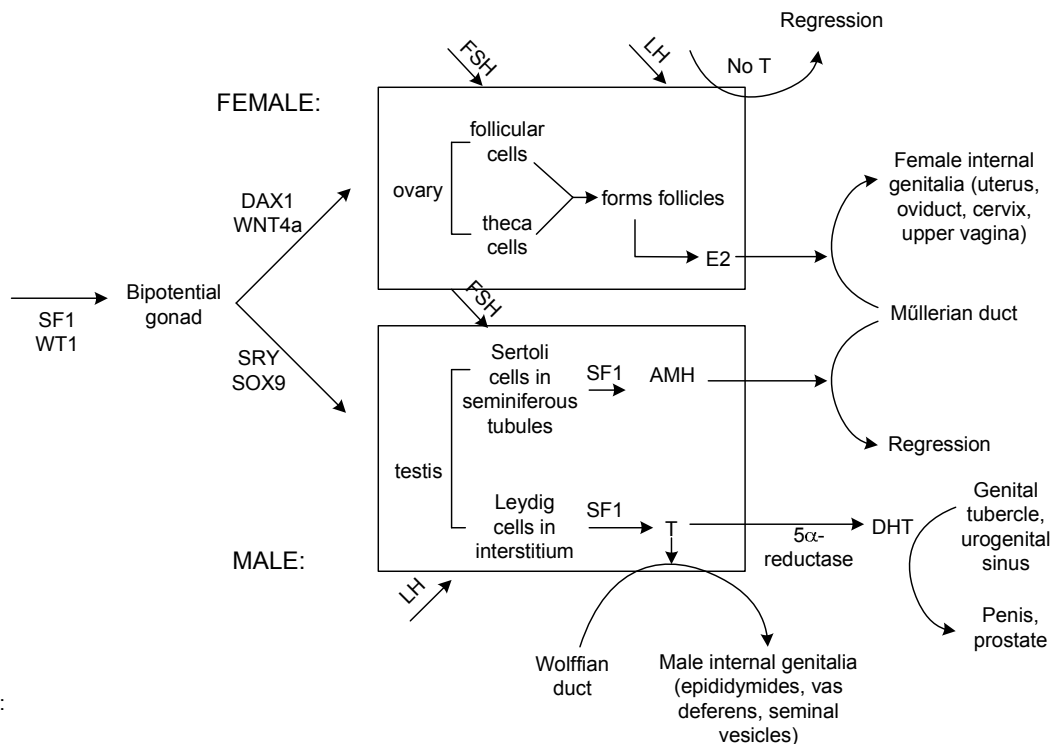 Regression
No T
FSH
LH
FEMALE:
follicular
cells
ovary
theca
cells
forms follicles
E2
Female internal
genitalia (uterus,
oviduct, cervix,
upper vagina)
DAX1
WNT4a
Bipotential
gonad
SF1
WT1
SRY
SOX9
Műllerian duct
FSH
Sertoli
cells in
seminiferous
tubules
SF1
AMH
Regression
testis
Leydig
cells in
interstitium
SF1
T
5α-
reductase
DHT
Genital
tubercle,
urogenital
sinus
Penis,
prostate
MALE:
LH
Wolffian
duct
Male internal genitalia
(epididymides, vas
deferens, seminal
vesicles)
: